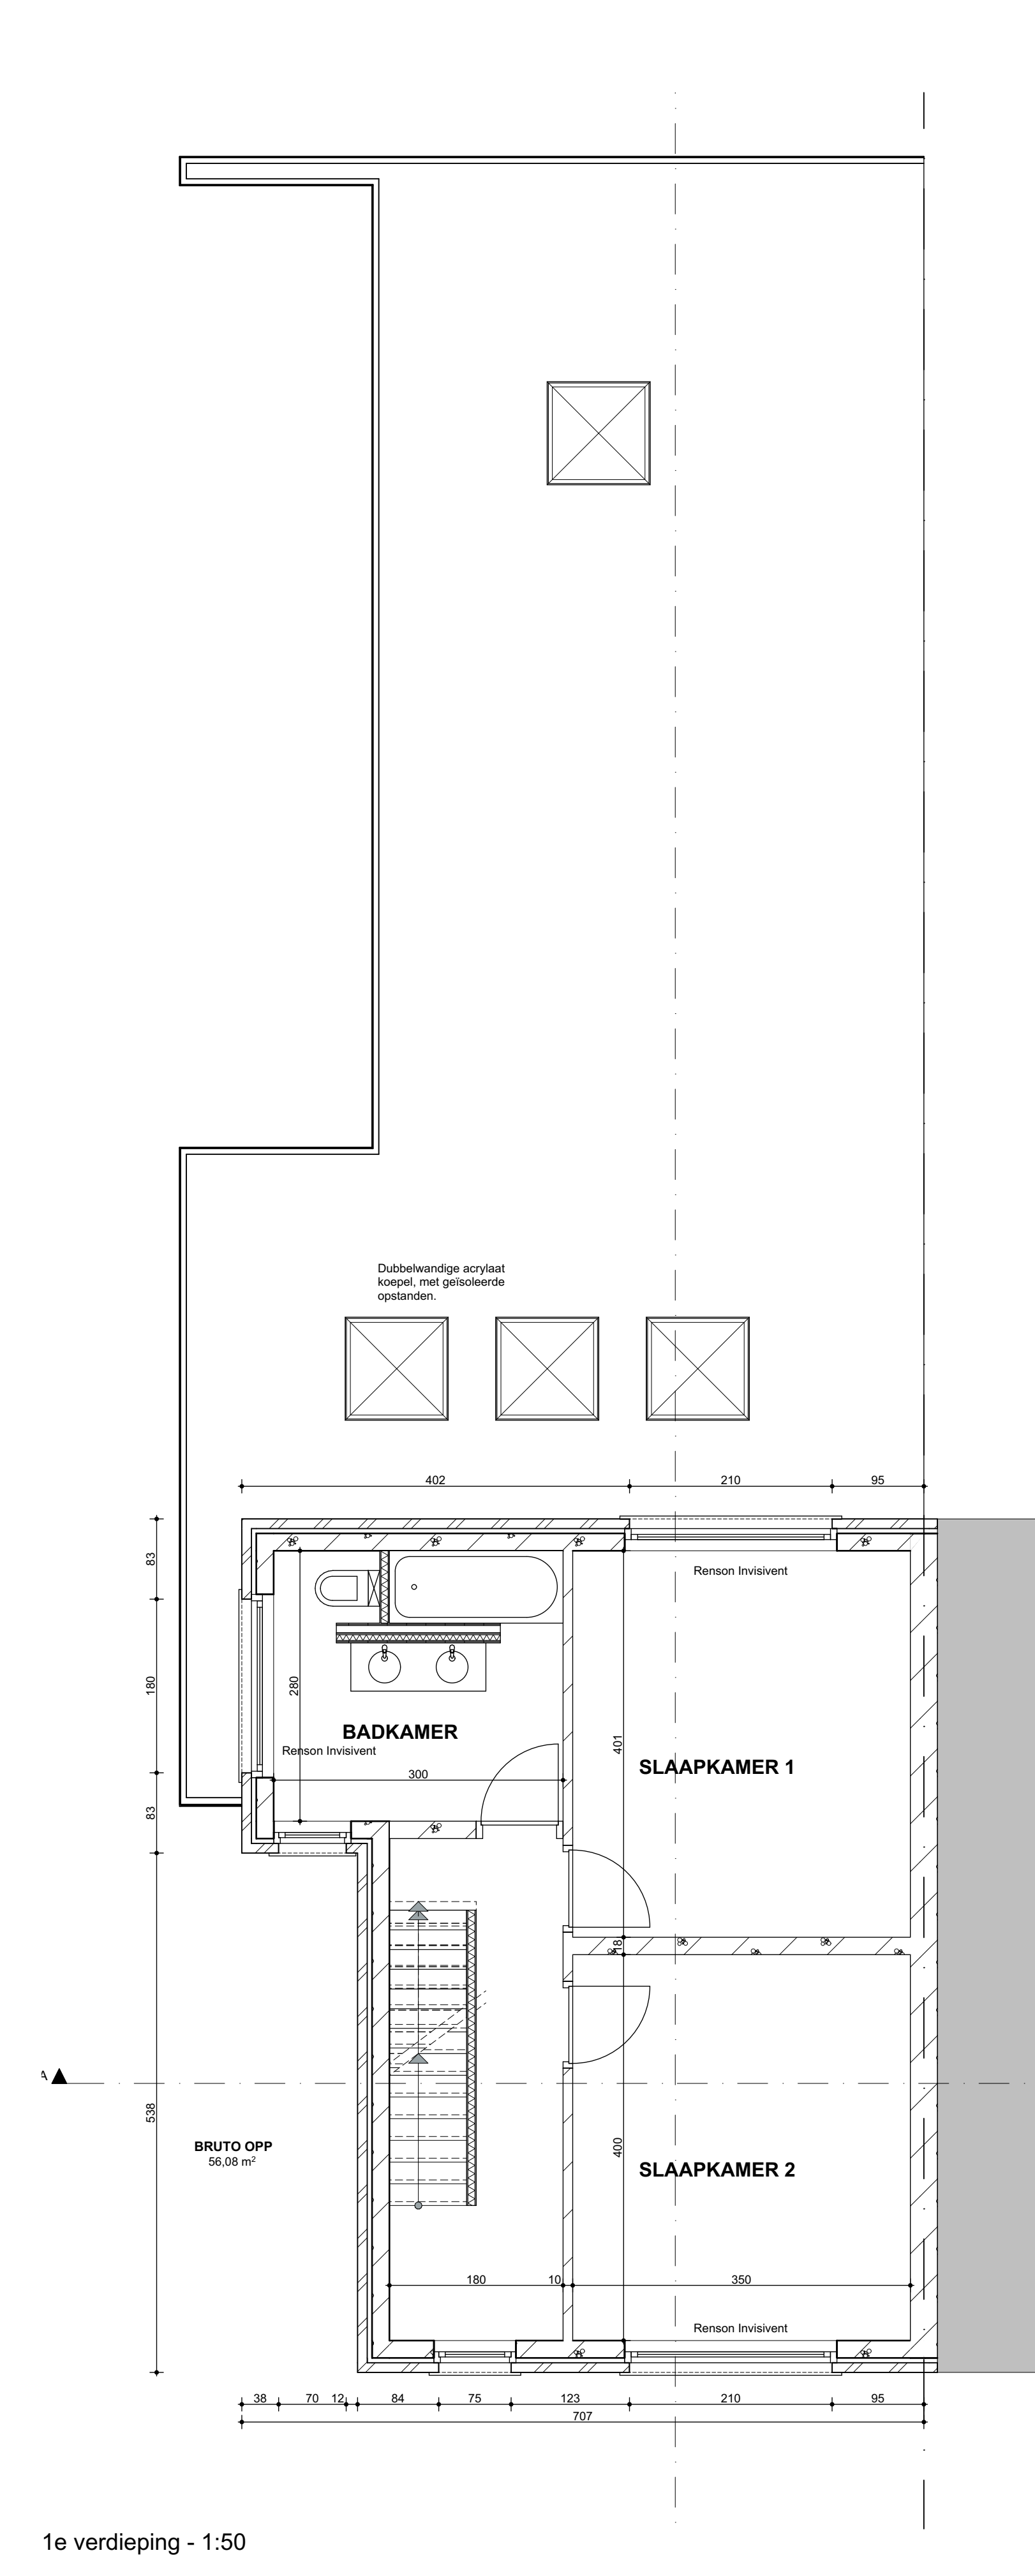 Dubbelwandige acrylaat
koepel, met geïsoleerde
opstanden.
402
210
95
83
Renson Invisivent
180
280
BADKAMER
401
Renson Invisivent
SLAAPKAMER 1
300
83
18
A
538
BRUTO OPP
56,08 m²
400
SLAAPKAMER 2
180
10
350
Renson Invisivent
38
70
12
84
75
123
210
95
707
1e verdieping - 1:50